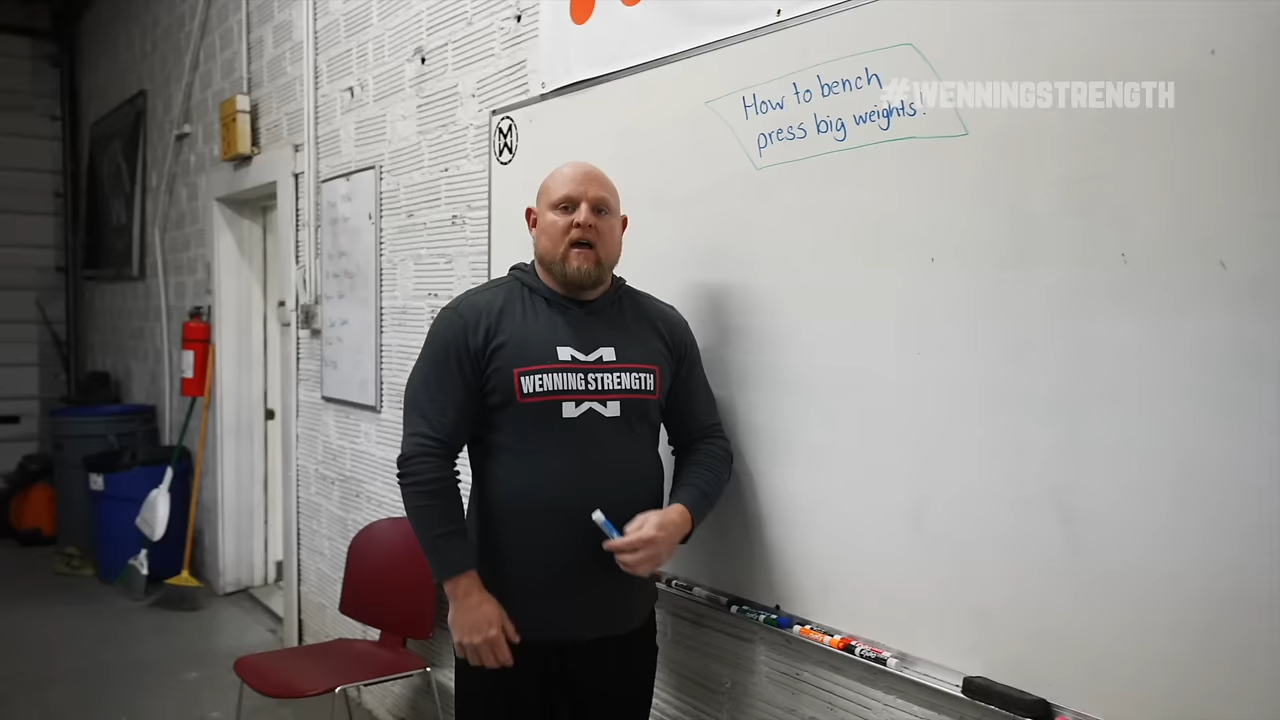 #WENNINGSTRENGTH
How to bench
press big weights.
WENNING STRENGTH